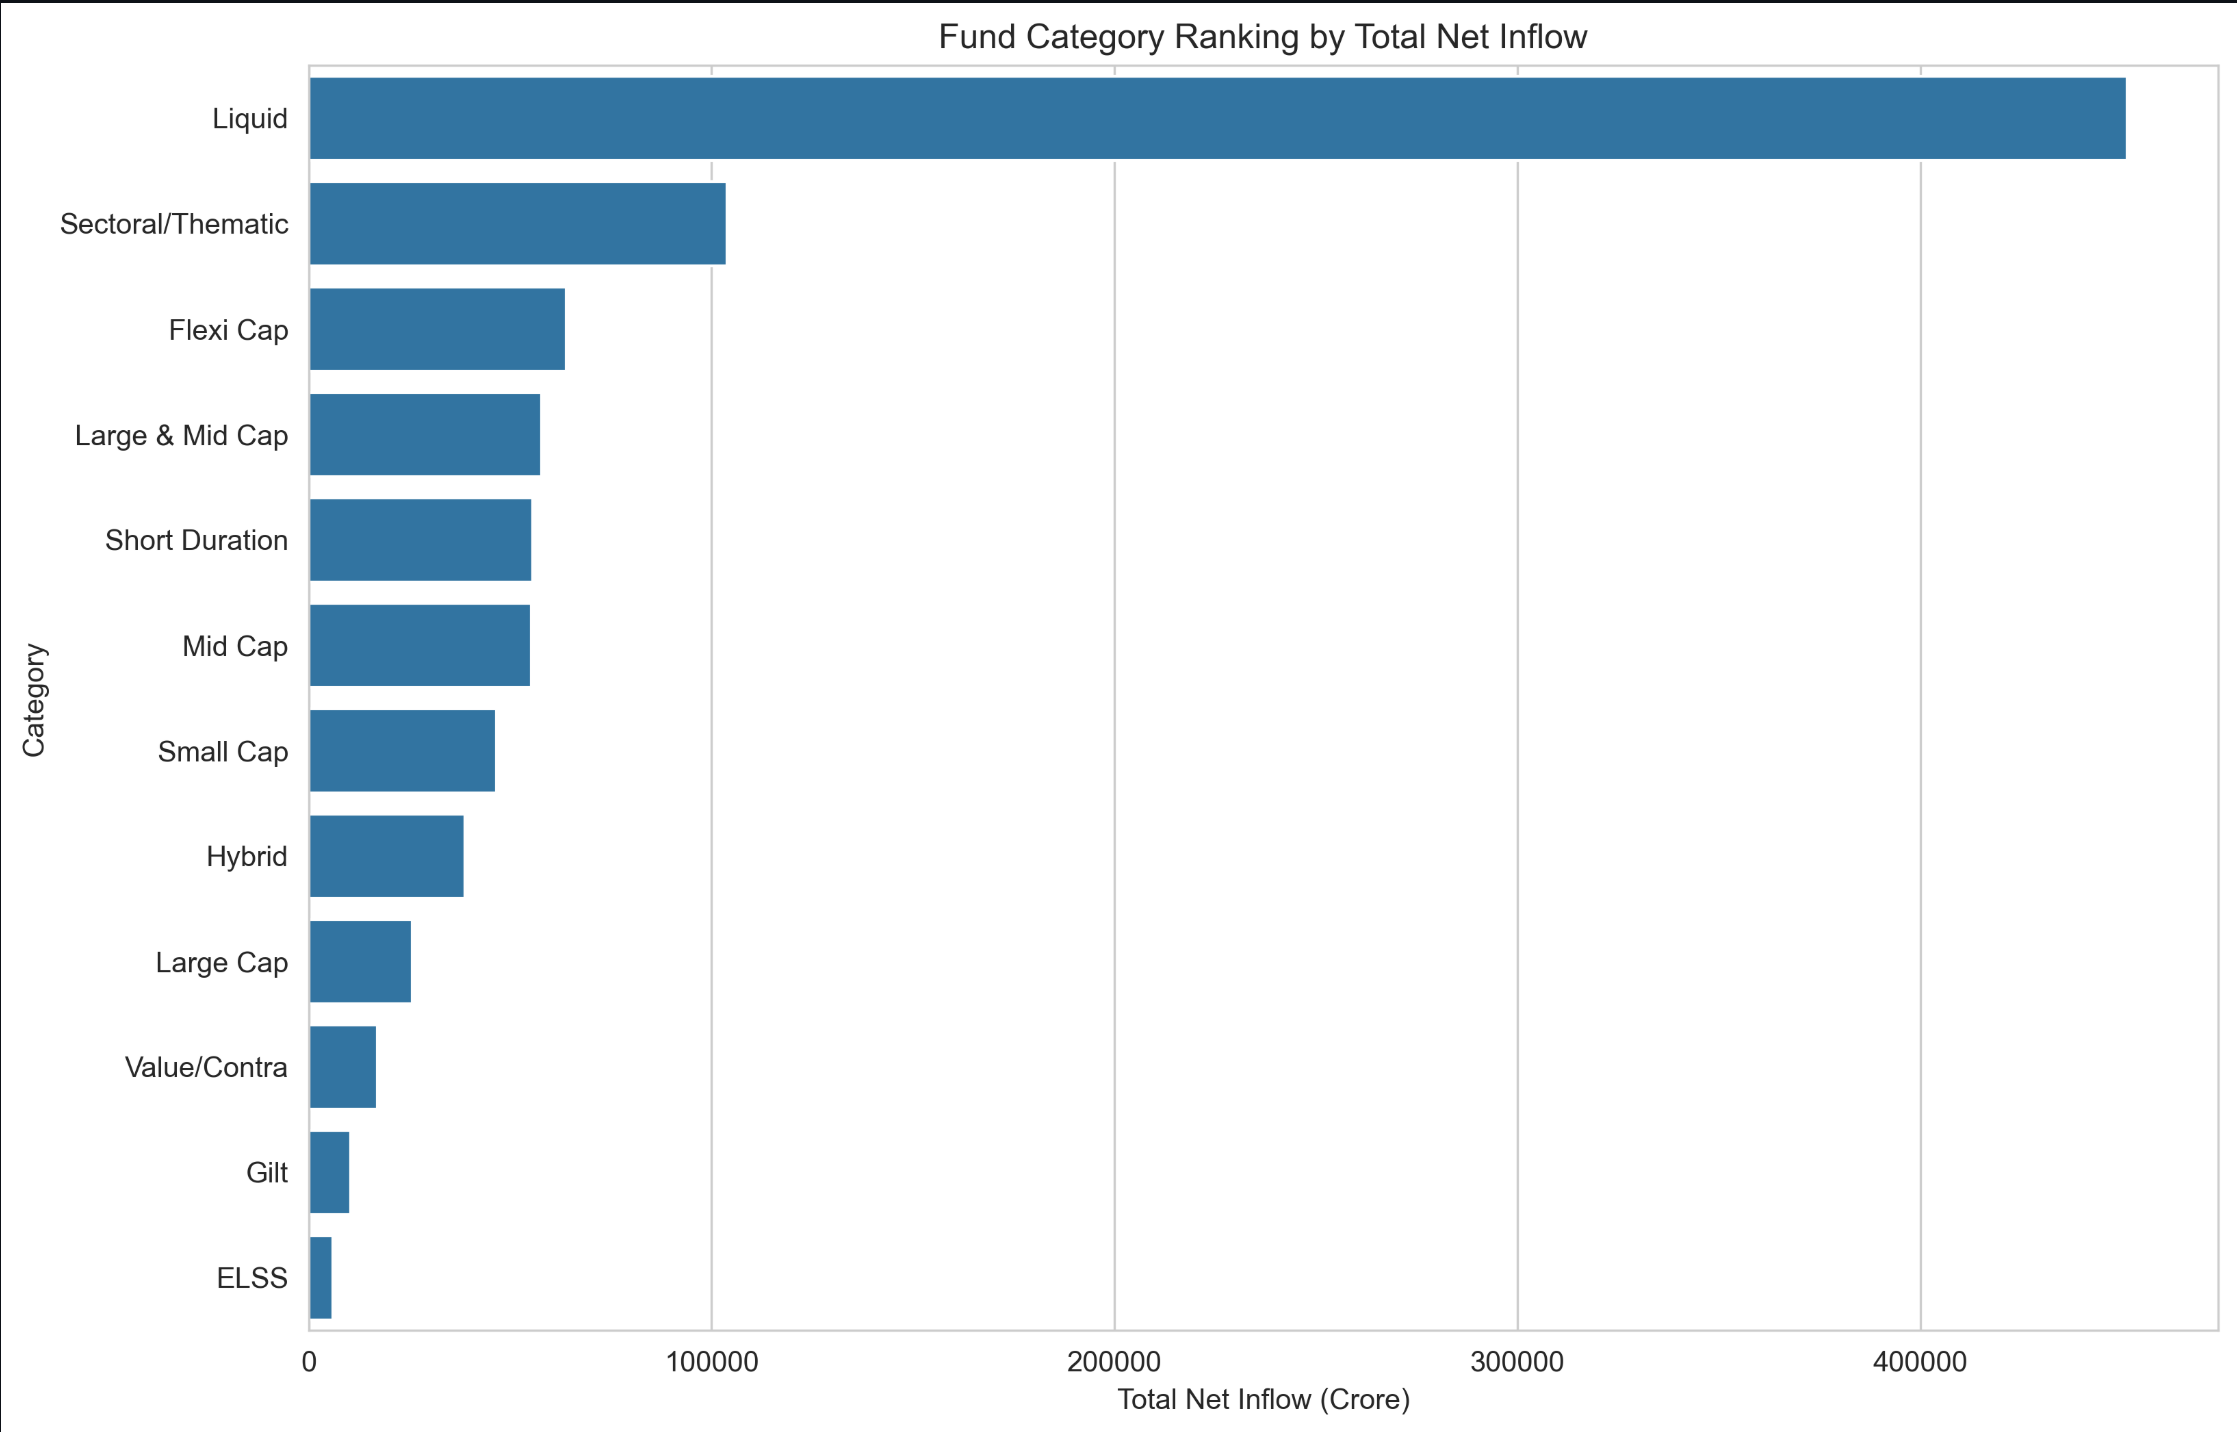 Fund Category Ranking by Total Net Inflow
Liquid
Sectoral/Thematic
Flexi Cap
Large & Mid Cap
Short Duration
Mid Cap
Small Cap
Hybrid
Large Cap
Value/Contra
Gilt
ELSS
Category
0 100000 200000 300000 400000
Total Net Inflow (Crore)